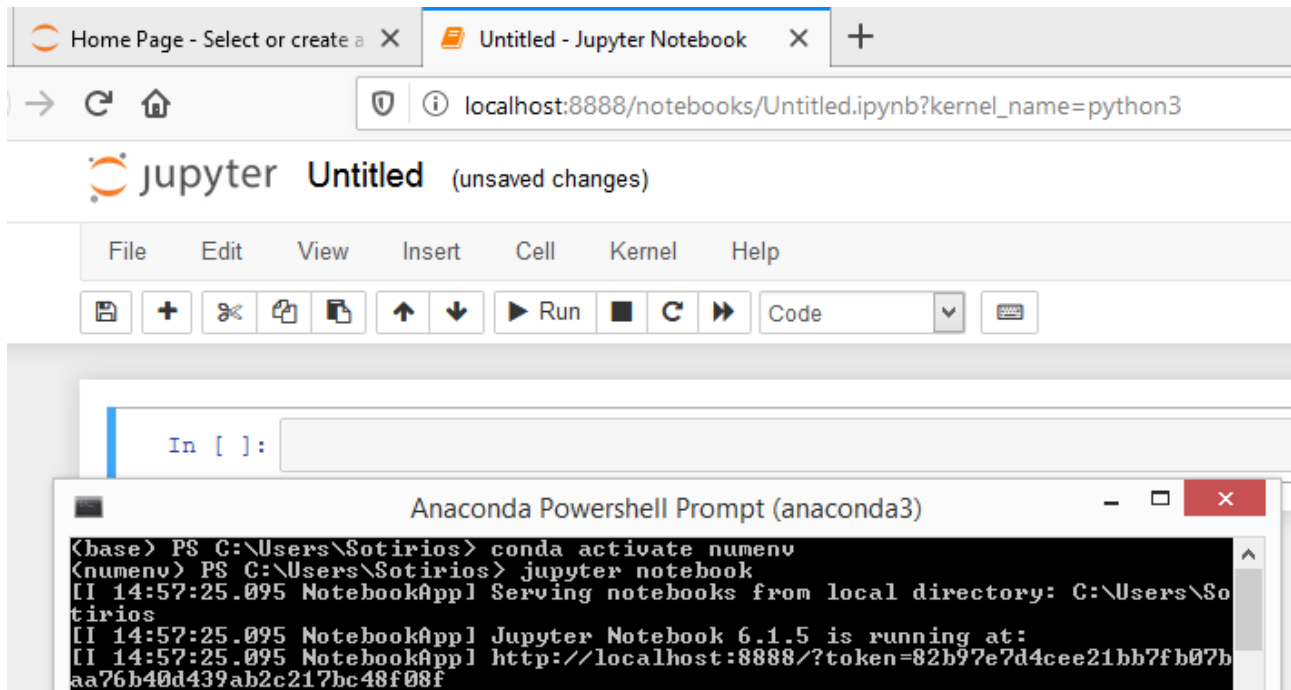 Home Page - Select or create a
Untitled - Jupyter Notebook
localhost:8888/notebooks/Untitled.ipynb?kernel_name=python3
jupyter Untitled (unsaved changes)
File Edit View Insert Cell Kernel Help
Run Code
In [ ]:
Anaconda Powershell Prompt (anaconda3)
(base) PS C:\Users\Sotirios> conda activate numenv
(numenv) PS C:\Users\Sotirios> jupyter notebook
[I 14:57:25.095 NotebookApp] Serving notebooks from local directory: C:\Users\So
tirios
[I 14:57:25.095 NotebookApp] Jupyter Notebook 6.1.5 is running at:
[I 14:57:25.095 NotebookApp] http://localhost:8888/?token=82b97e7d4cee21bb7fb07b
aa76b40d439ab2c217bc48f08f